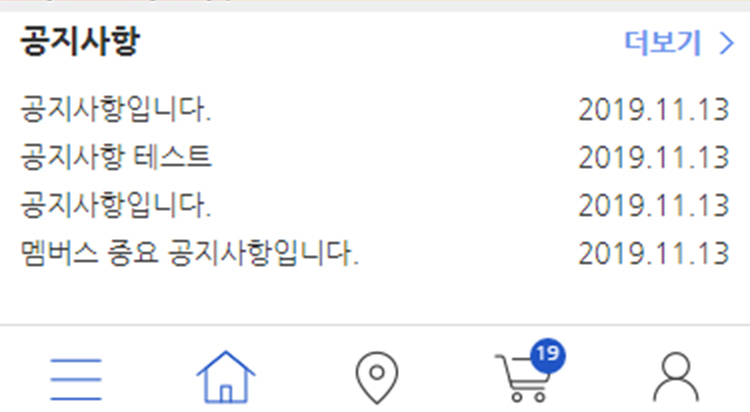 공지사항 더보기 >
공지사항입니다. 2019.11.13
공지사항 테스트 2019.11.13
공지사항입니다. 2019.11.13
멤버스 중요 공지사항입니다. 2019.11.13
19